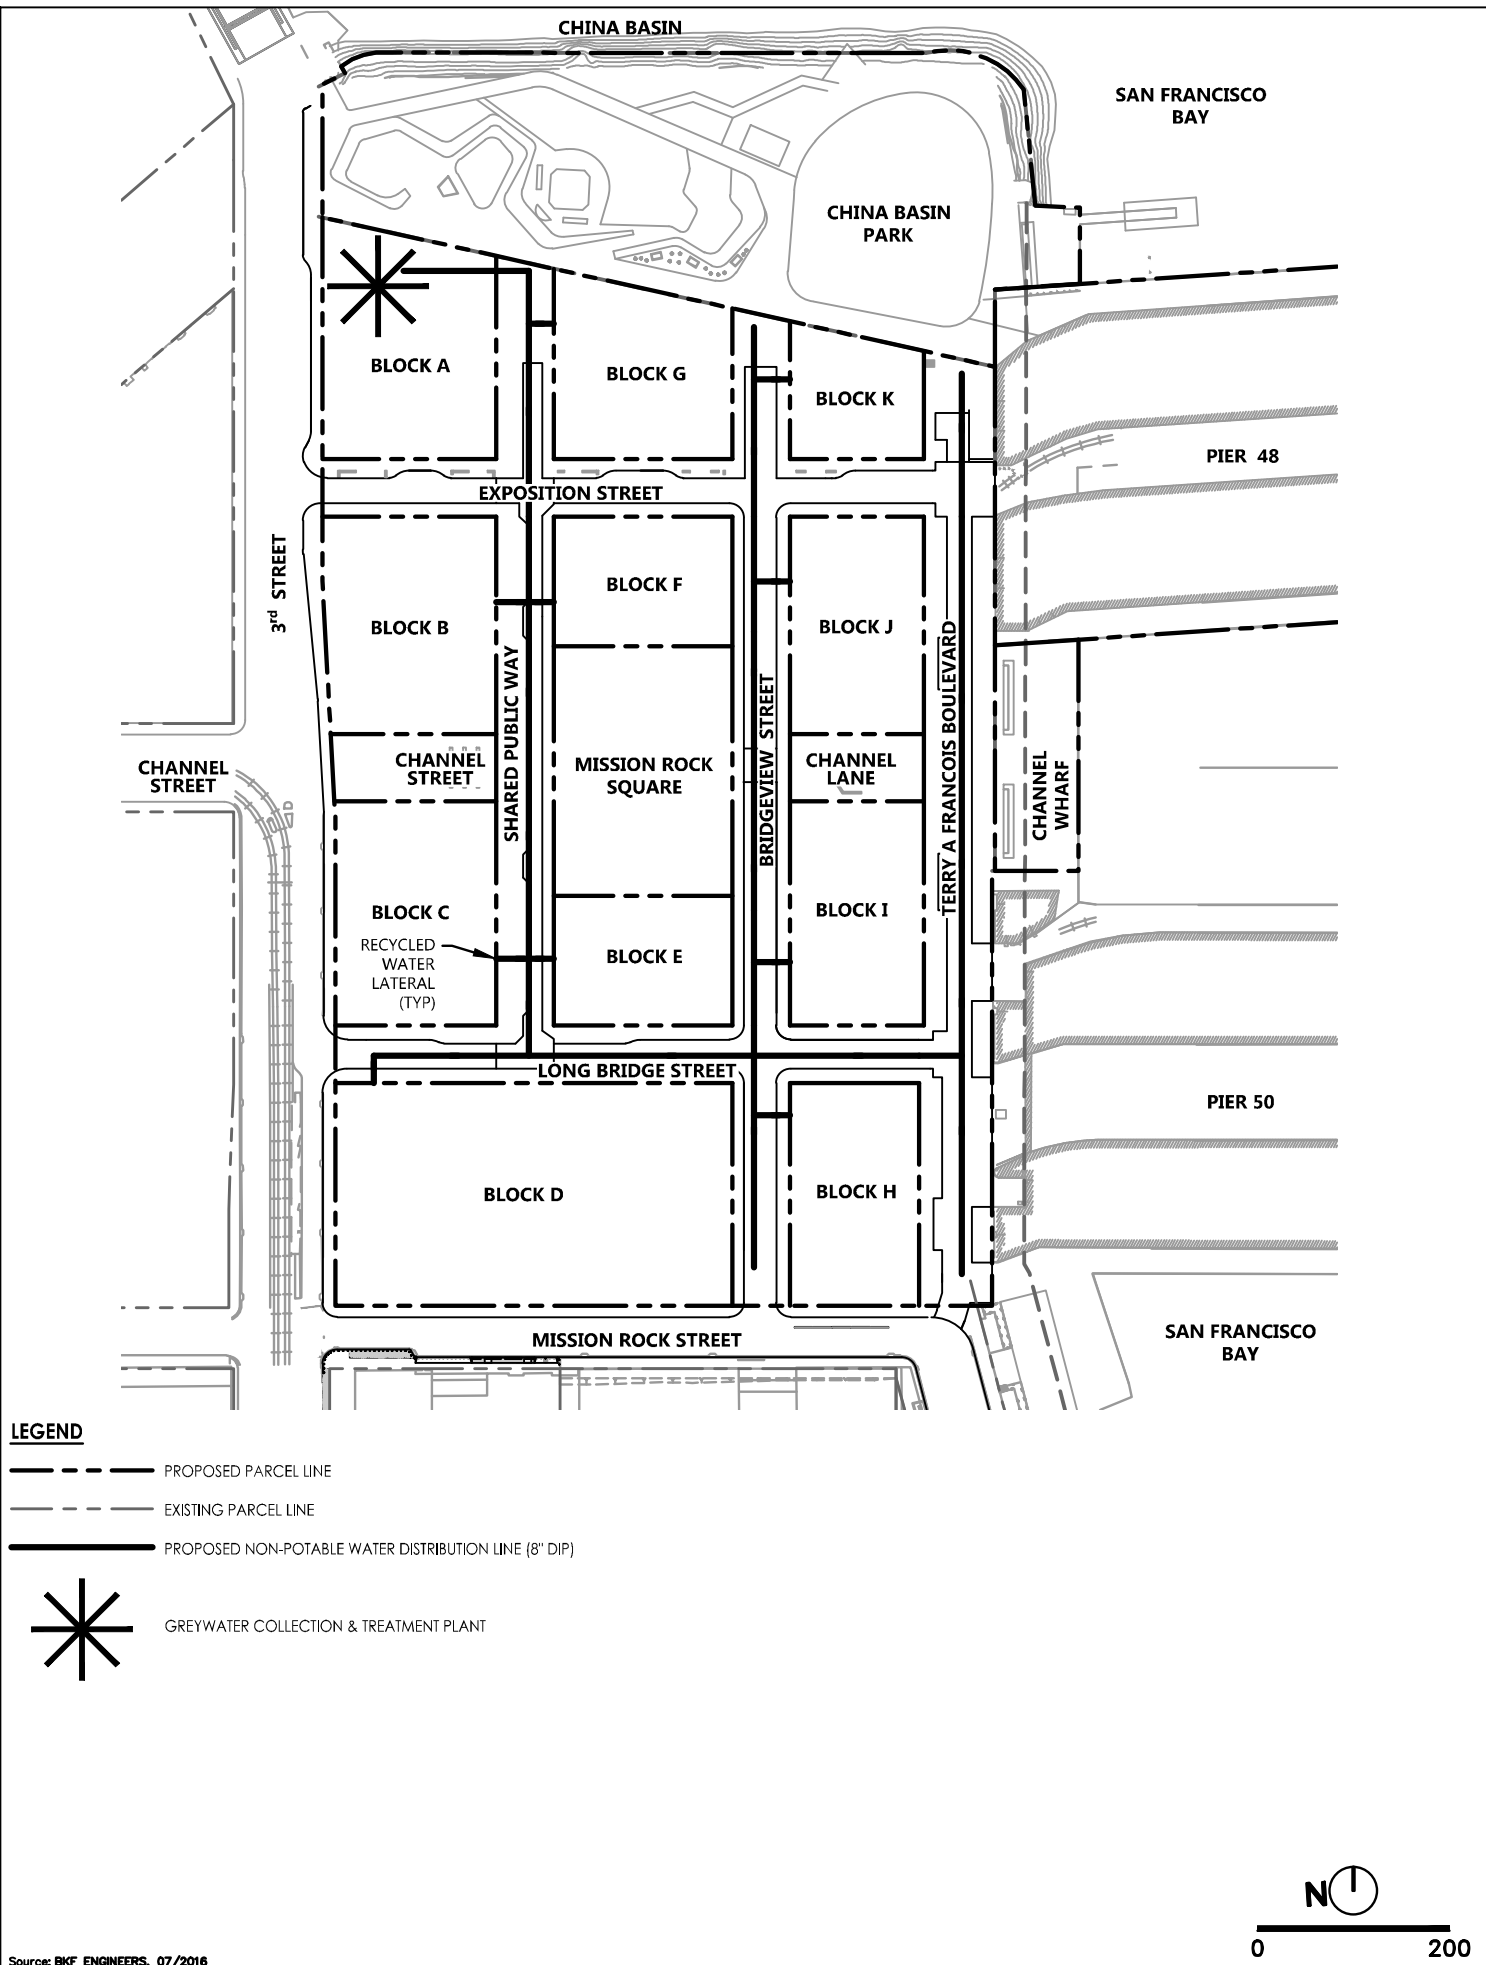 CHINA BASIN
SAN FRANCISCO
BAY
CHINA BASIN
PARK
BLOCK A
BLOCK G
BLOCK K
PIER 48
EXPOSITION STREET
3rd STREET
BLOCK B
BLOCK F
BLOCK J
SHARED PUBLIC WAY
BRIDGEVIEW STREET
TERRY A FRANCOIS BOULEVARD
CHANNEL
STREET
CHANNEL
STREET
MISSION ROCK
SQUARE
CHANNEL
LANE
CHANNEL
WHARF
BLOCK C
BLOCK I
RECYCLED
WATER
LATERAL
(TYP)
BLOCK E
LONG BRIDGE STREET
PIER 50
BLOCK D
BLOCK H
MISSION ROCK STREET
SAN FRANCISCO
BAY
LEGEND
PROPOSED PARCEL LINE
EXISTING PARCEL LINE
PROPOSED NON-POTABLE WATER DISTRIBUTION LINE (8" DIP)
GREYWATER COLLECTION & TREATMENT PLANT
N
0 200
Source: BKF ENGINEERS, 07/2016